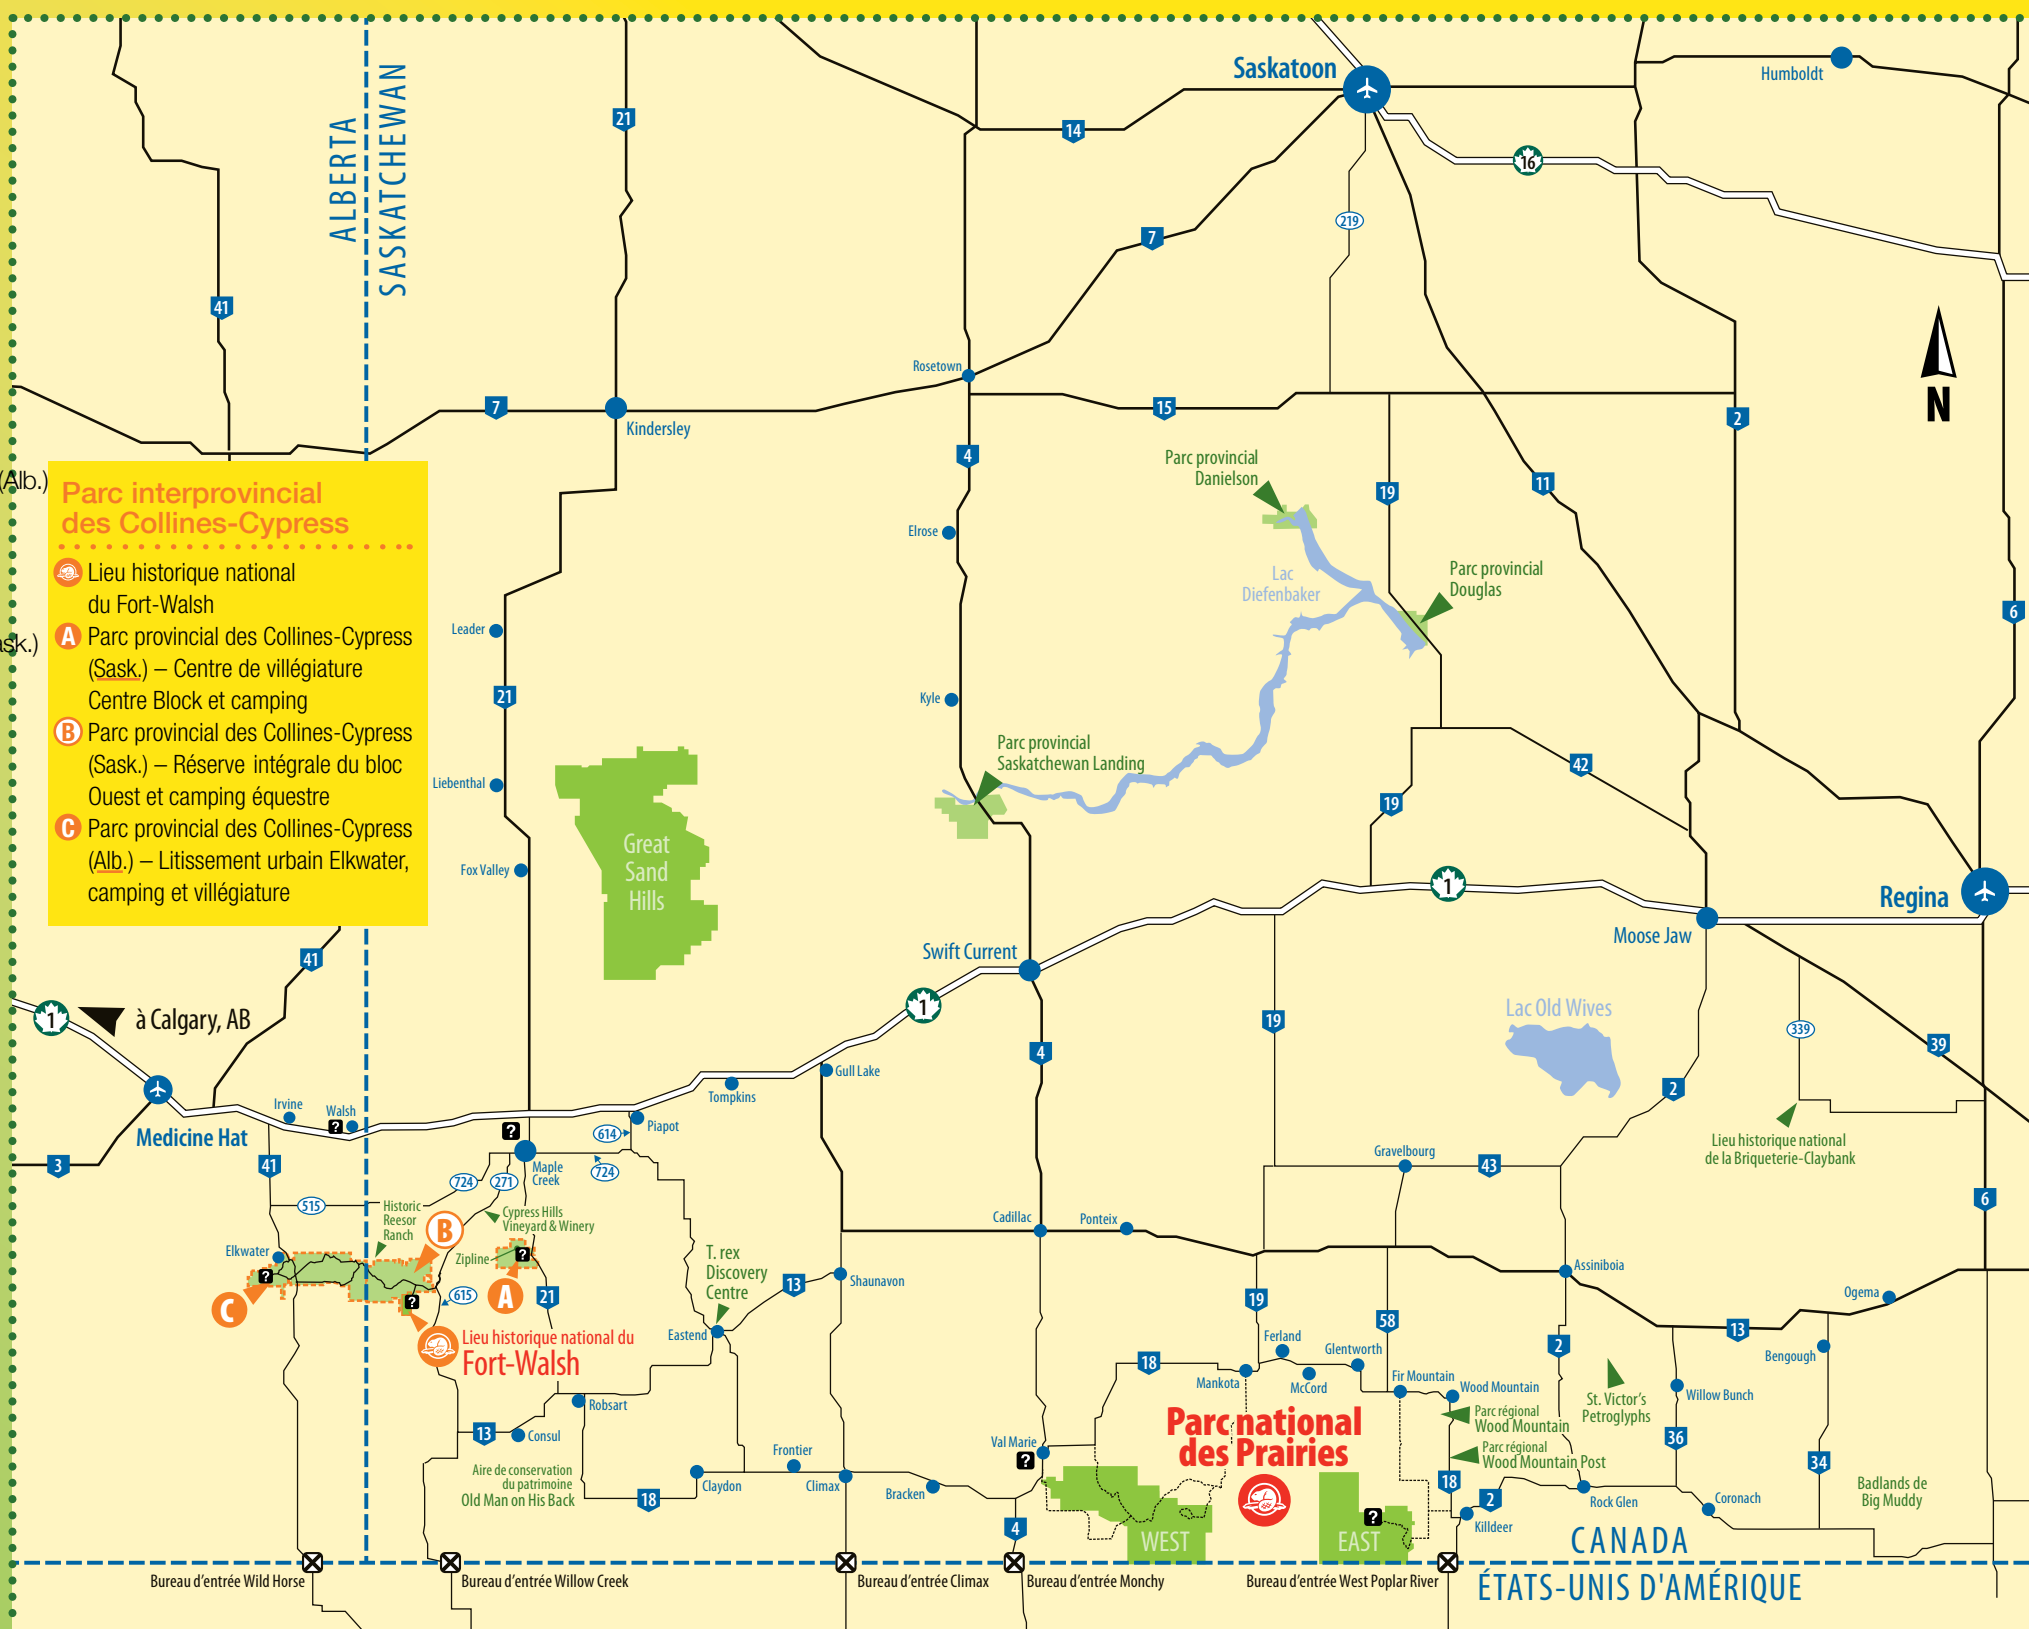 Saskatoon
Humboldt
ALBERTA
SASKATCHEWAN
21
14
16
219
7
41
N
Rosetown
7
15
2
Kindersley
4
Parc provincial
Danielson
19
11
(Alb.)
Parc interprovincial
des Collines-Cypress
Lieu historique national
du Fort-Walsh
A Parc provincial des Collines-Cypress
(Sask.) – Centre de villégiature
Centre Block et camping
B Parc provincial des Collines-Cypress
(Sask.) – Réserve intégrale du bloc
Ouest et camping équestre
C Parc provincial des Collines-Cypress
(Alb.) – Litissement urbain Elkwater,
camping et villégiature
ask.)
Elrose
Lac
Diefenbaker
Parc provincial
Douglas
6
Leader
21
Kyle
Parc provincial
Saskatchewan Landing
42
Liebenthal
19
Great
Sand
Hills
Fox Valley
1
Regina
Moose Jaw
Swift Current
41
1
à Calgary, AB
1
19
Lac Old Wives
339
39
4
Gull Lake
Tompkins
2
Irvine
Walsh
?
Medicine Hat
Piapot
614
?
Lieu historique national
de la Briqueterie-Claybank
3
41
Maple
Creek
724
724
271
Gravelbourg
43
6
515
Historic
Reesor
Ranch
B
Cypress Hills
Vineyard & Winery
Cadillac
Ponteix
Elkwater
Zipline
?
T. rex
Discovery
Centre
?
C
?
615
A
21
13
Shaunavon
Assiniboia
Ogema
19
58
13
Lieu historique national du
Fort-Walsh
Eastend
Ferland
Glentworth
2
Bengough
18
Mankota
McCord
Fir Mountain
Wood Mountain
St. Victor's
Petroglyphs
Willow Bunch
Robsart
Parc national
des Prairies
Parc régional
Wood Mountain
13
Consul
Val Marie
?
Parc régional
Wood Mountain Post
36
34
Frontier
Aire de conservation
du patrimoine
Old Man on His Back
Claydon
Climax
Bracken
18
18
2
Rock Glen
Coronach
Badlands de
Big Muddy
4
WEST
?
EAST
Killdeer
CANADA
ÉTATS-UNIS D'AMÉRIQUE
Bureau d'entrée Wild Horse
Bureau d'entrée Willow Creek
Bureau d'entrée Climax
Bureau d'entrée Monchy
Bureau d'entrée West Poplar River